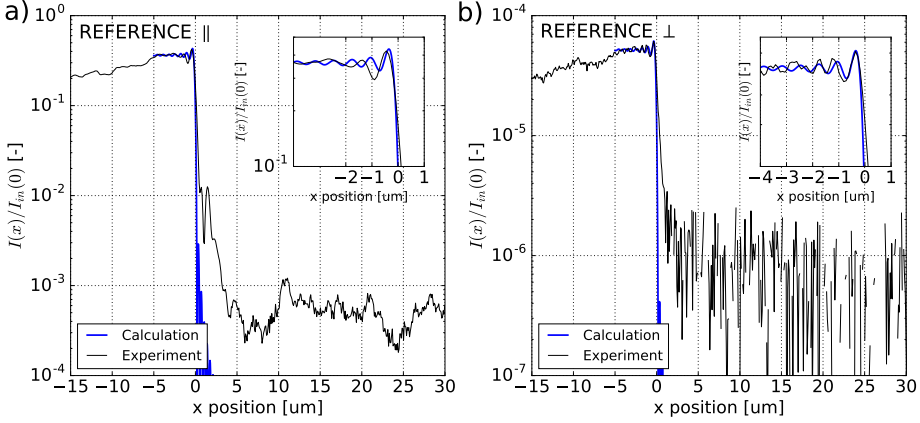 a)
REFERENCE ∥
I(x)/I_in(0) [-]
10^0
10^-1
10^-2
10^-3
10^-4
−15 −10 −5 0 5 10 15 20 25 30
x position [um]
Calculation
Experiment
I(x)/I_in(0) [-]
10^-1
−2 −1 0 1
x position [um]
b)
REFERENCE ⊥
I(x)/I_in(0) [-]
10^-4
10^-5
10^-6
10^-7
−15 −10 −5 0 5 10 15 20 25 30
x position [um]
Calculation
Experiment
I(x)/I_in(0) [-]
−4 −3 −2 −1 0 1
x position [um]